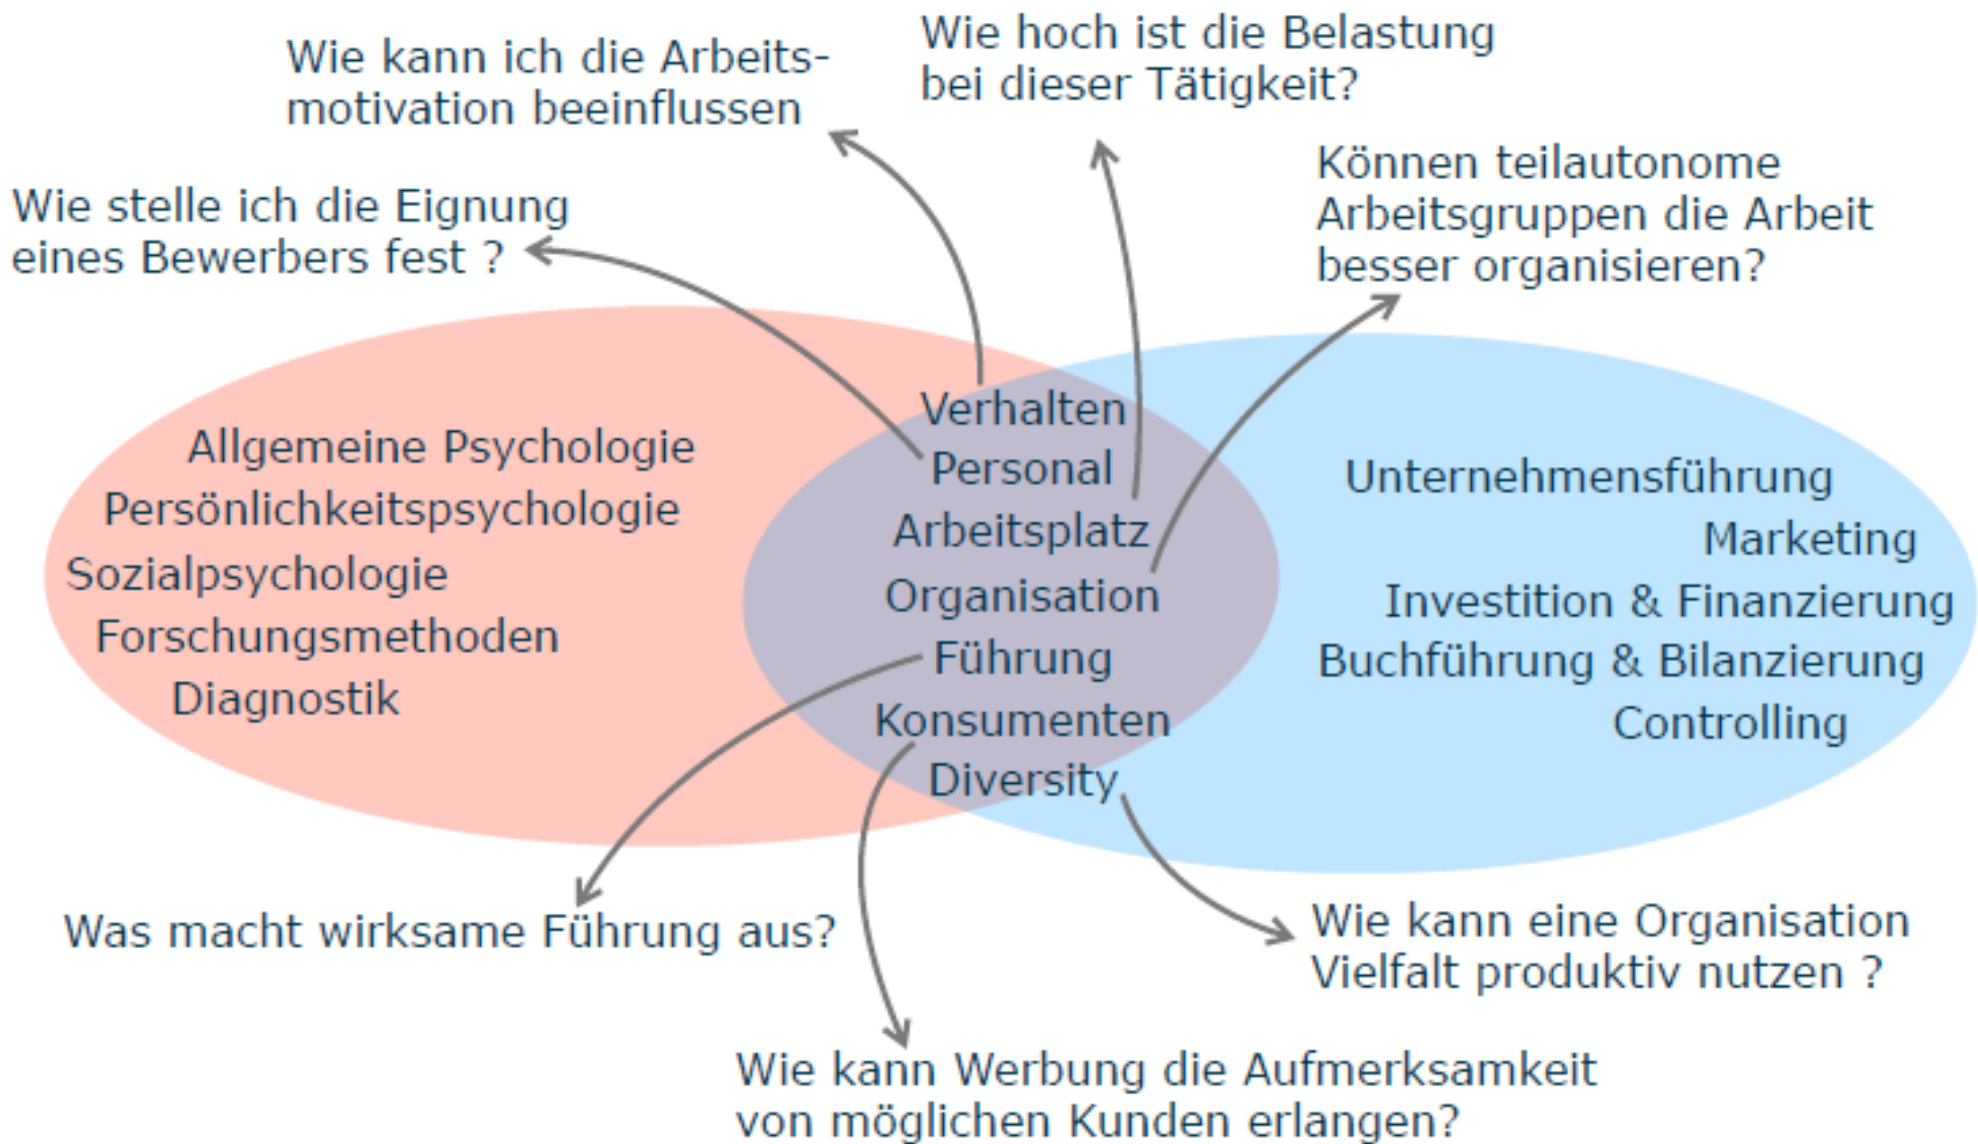 Wie kann ich die Arbeits-
motivation beeinflussen
Wie hoch ist die Belastung
bei dieser Tätigkeit?
Wie stelle ich die Eignung
eines Bewerbers fest ?
Können teilautonome
Arbeitsgruppen die Arbeit
besser organisieren?
Allgemeine Psychologie
Persönlichkeitspsychologie
Sozialpsychologie
Forschungsmethoden
Diagnostik
Verhalten
Personal
Arbeitsplatz
Organisation
Führung
Konsumenten
Diversity
Unternehmensführung
Marketing
Investition & Finanzierung
Buchführung & Bilanzierung
Controlling
Was macht wirksame Führung aus?
Wie kann eine Organisation
Vielfalt produktiv nutzen ?
Wie kann Werbung die Aufmerksamkeit
von möglichen Kunden erlangen?